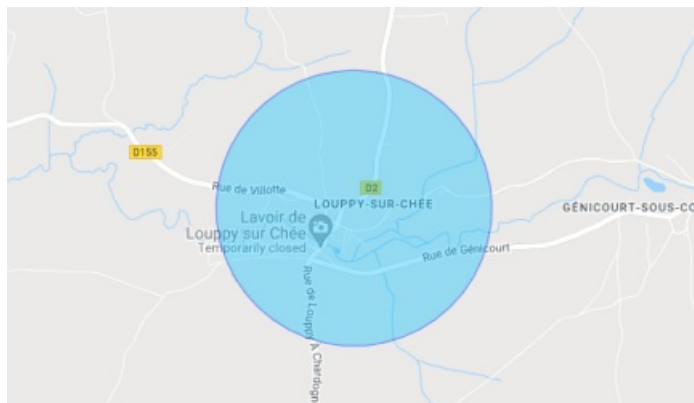 D155
Rue de Villotte
D2
LOUPPY-SUR-CHÉE
Lavoir de
Louppy sur Chée
Temporarily closed
GÉNICOURT-SOUS-CO
Rue de Génicourt
Rue de Louppy À Chardogn